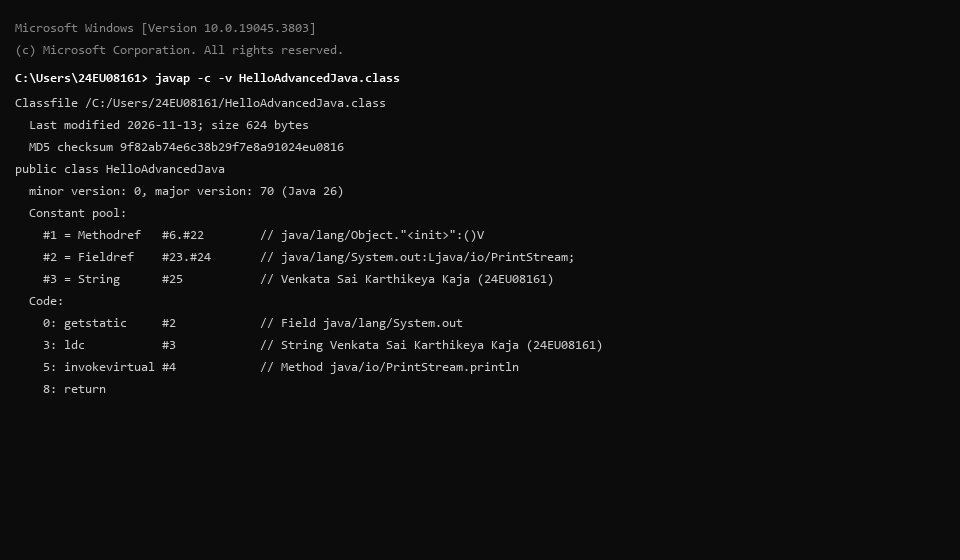 Microsoft Windows [Version 10.0.19045.3803]
(c) Microsoft Corporation. All rights reserved.
C:\Users\24EU08161> javap -c -v HelloAdvancedJava.class
Classfile /C:/Users/24EU08161/HelloAdvancedJava.class
  Last modified 2026-11-13; size 624 bytes
  MD5 checksum 9f82ab74e6c38b29f7e8a91024eu0816
public class HelloAdvancedJava
  minor version: 0, major version: 70 (Java 26)
  Constant pool:
    #1 = Methodref   #6.#22        // java/lang/Object."<init>":()V
    #2 = Fieldref    #23.#24       // java/lang/System.out:Ljava/io/PrintStream;
    #3 = String      #25           // Venkata Sai Karthikeya Kaja (24EU08161)
  Code:
    0: getstatic     #2            // Field java/lang/System.out
    3: ldc           #3            // String Venkata Sai Karthikeya Kaja (24EU08161)
    5: invokevirtual #4            // Method java/io/PrintStream.println
    8: return